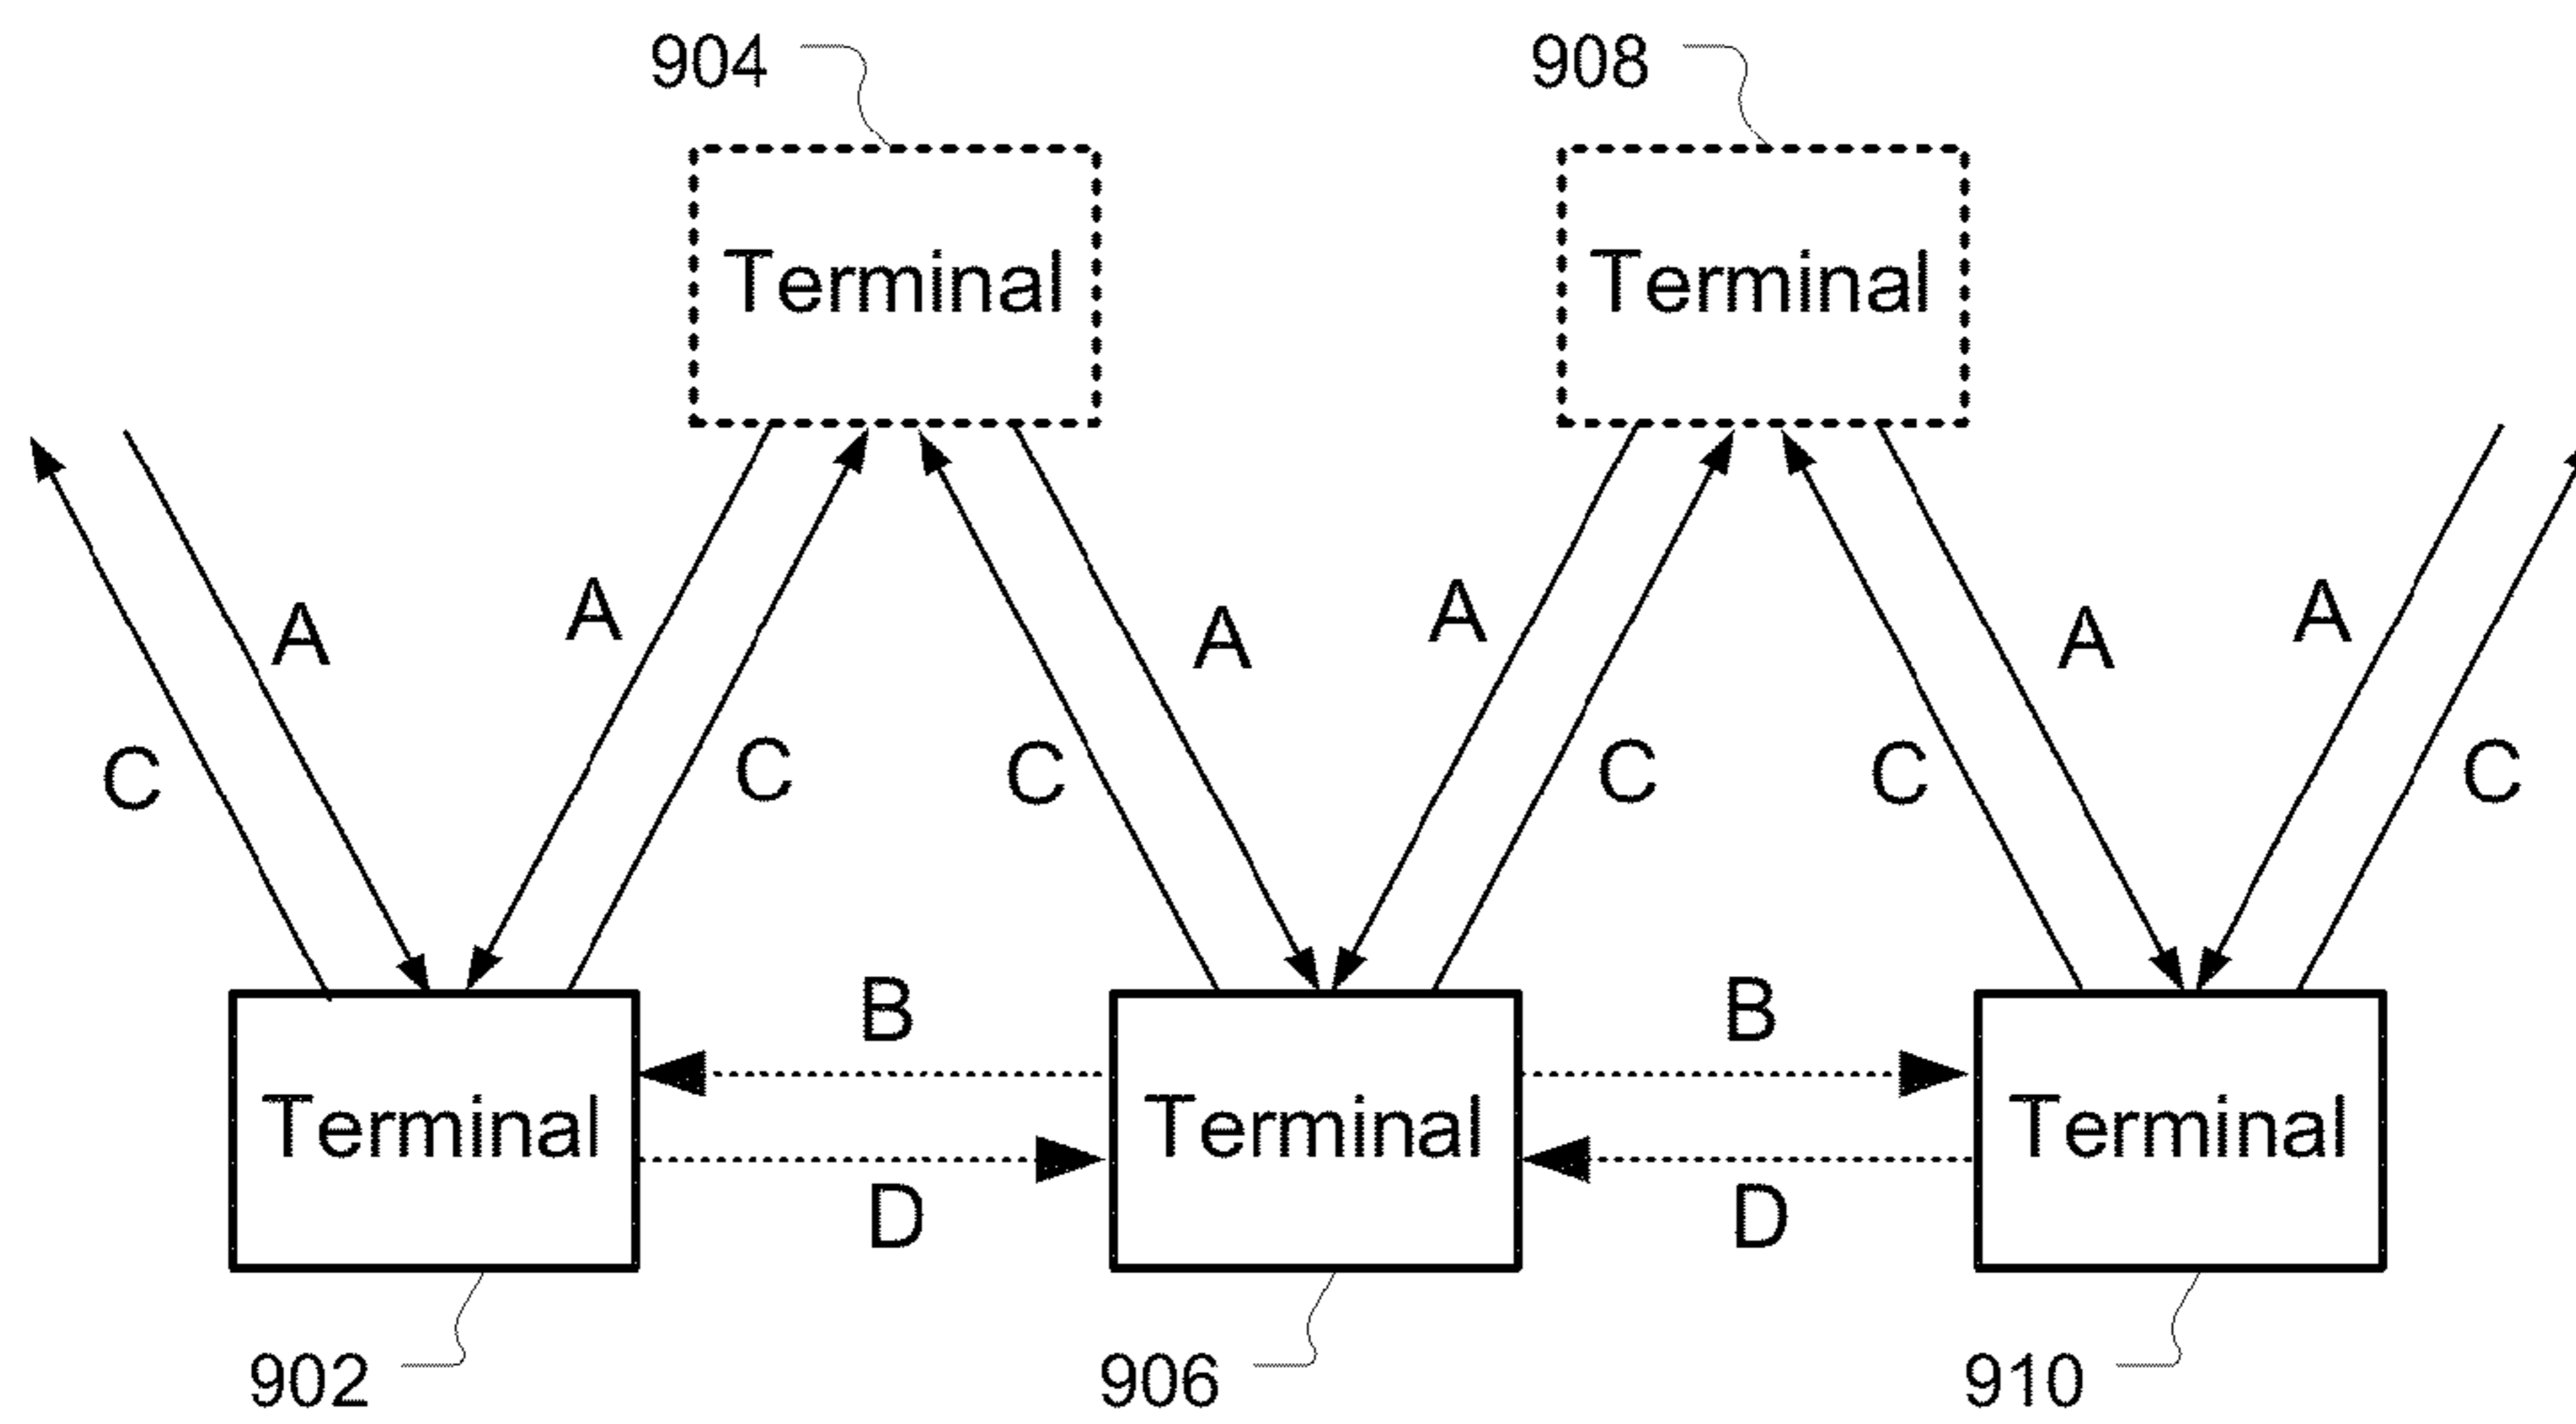 904 908
Terminal Terminal
A A A A A A
C C C C C C
B B
Terminal Terminal Terminal
D D
902 906 910